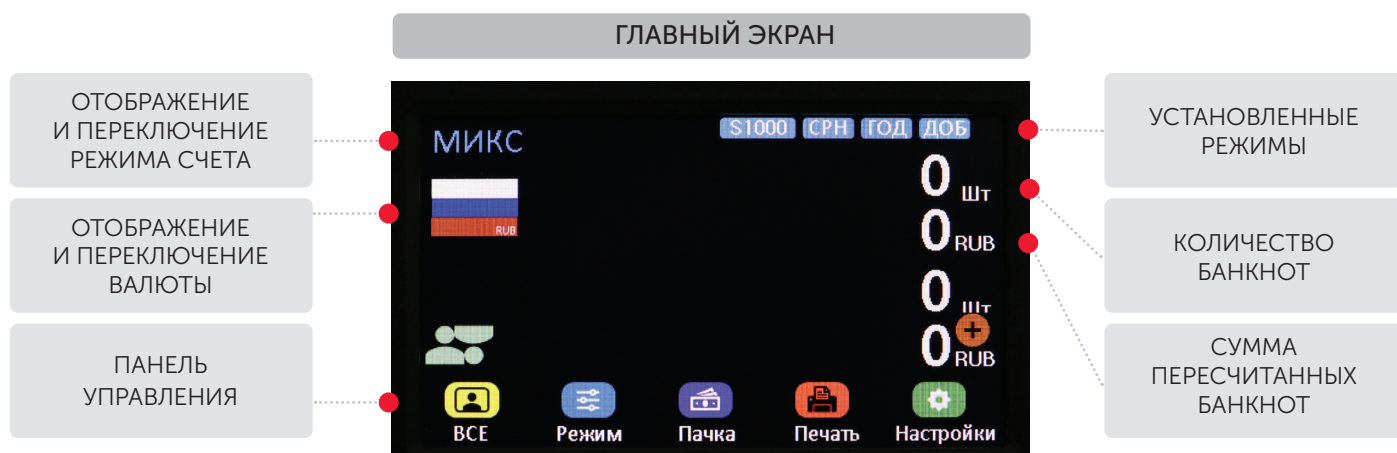 ГЛАВНЫЙ ЭКРАН
ОТОБРАЖЕНИЕ
И ПЕРЕКЛЮЧЕНИЕ
РЕЖИМА СЧЕТА
ОТОБРАЖЕНИЕ
И ПЕРЕКЛЮЧЕНИЕ
ВАЛЮТЫ
ПАНЕЛЬ
УПРАВЛЕНИЯ
МИКС
S1000 СРН ГОД ДОБ
RUB
0 Шт
0 RUB
0 Шт
+
0 RUB
ВСЕ Режим Пачка Печать Настройки
УСТАНОВЛЕННЫЕ
РЕЖИМЫ
КОЛИЧЕСТВО
БАНКНОТ
СУММА
ПЕРЕСЧИТАННЫХ
БАНКНОТ